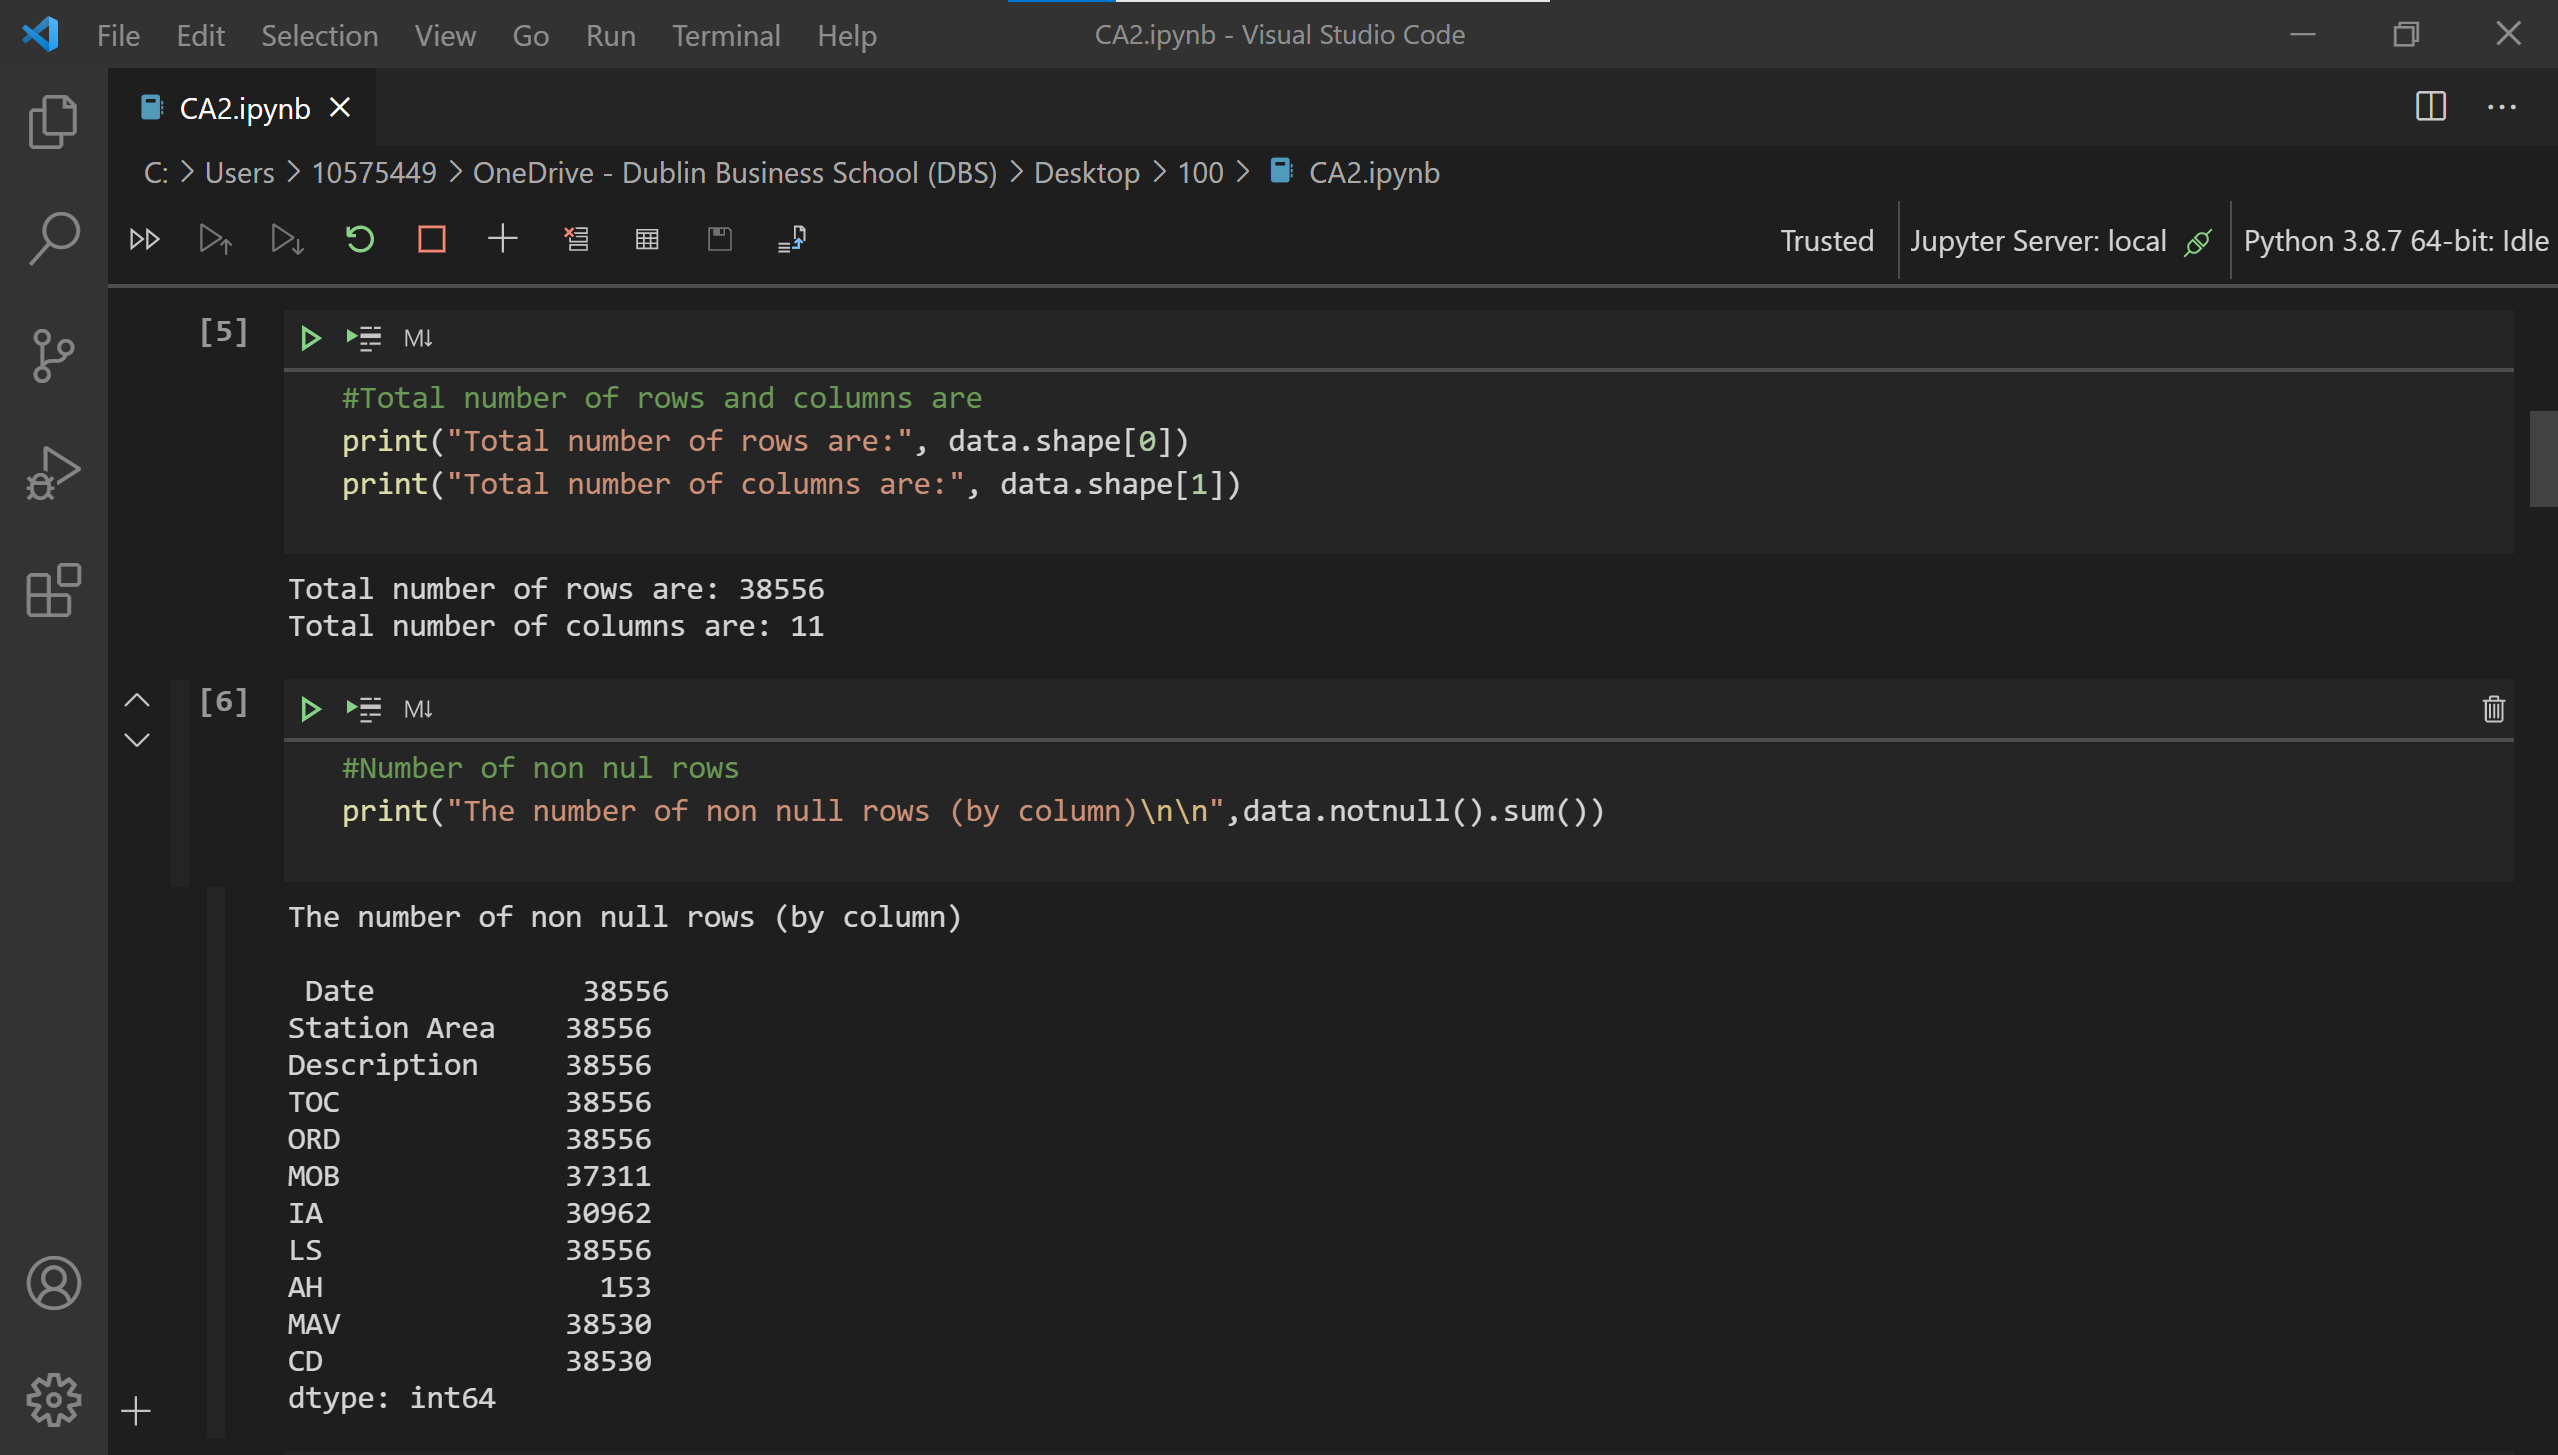 File Edit Selection View Go Run Terminal Help CA2.ipynb - Visual Studio Code
CA2.ipynb
C: > Users > 10575449 > OneDrive - Dublin Business School (DBS) > Desktop > 100 > CA2.ipynb
Trusted Jupyter Server: local Python 3.8.7 64-bit: Idle
[5] M↓
#Total number of rows and columns are
print("Total number of rows are:", data.shape[0])
print("Total number of columns are:", data.shape[1])
Total number of rows are: 38556
Total number of columns are: 11
[6] M↓
#Number of non nul rows
print("The number of non null rows (by column)\n\n",data.notnull().sum())
The number of non null rows (by column)
Date 38556
Station Area 38556
Description 38556
TOC 38556
ORD 38556
MOB 37311
IA 30962
LS 38556
AH 153
MAV 38530
CD 38530
dtype: int64